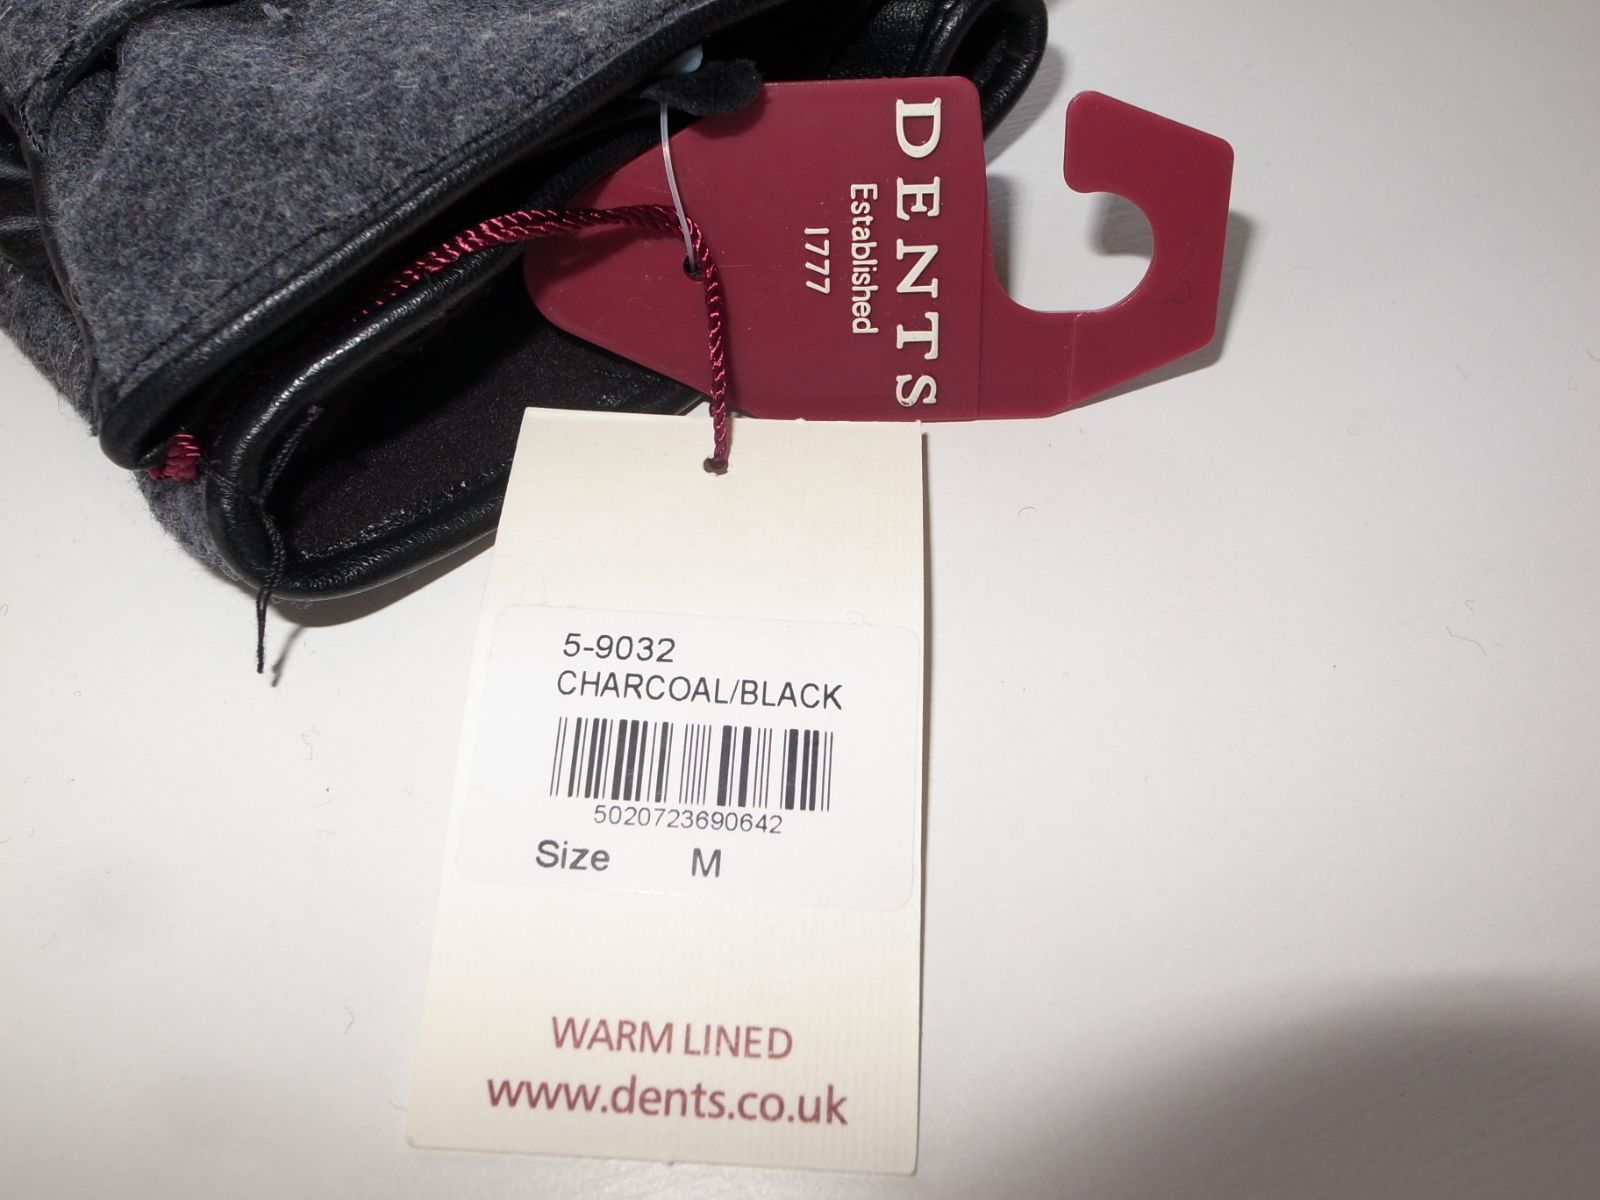 DENTS
Established
1777
5-9032
CHARCOAL/BLACK
5020723690642
Size M
WARM LINED
www.dents.co.uk